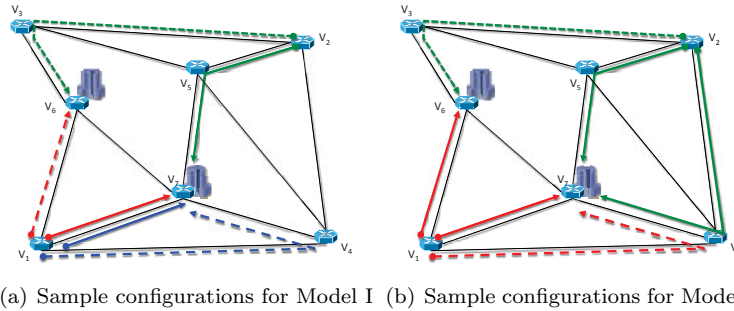 V3
V2
V5
V6
V7
V1
V4
V3
V2
V5
V6
V7
V1
V
(a) Sample configurations for Model I
(b) Sample configurations for Mode